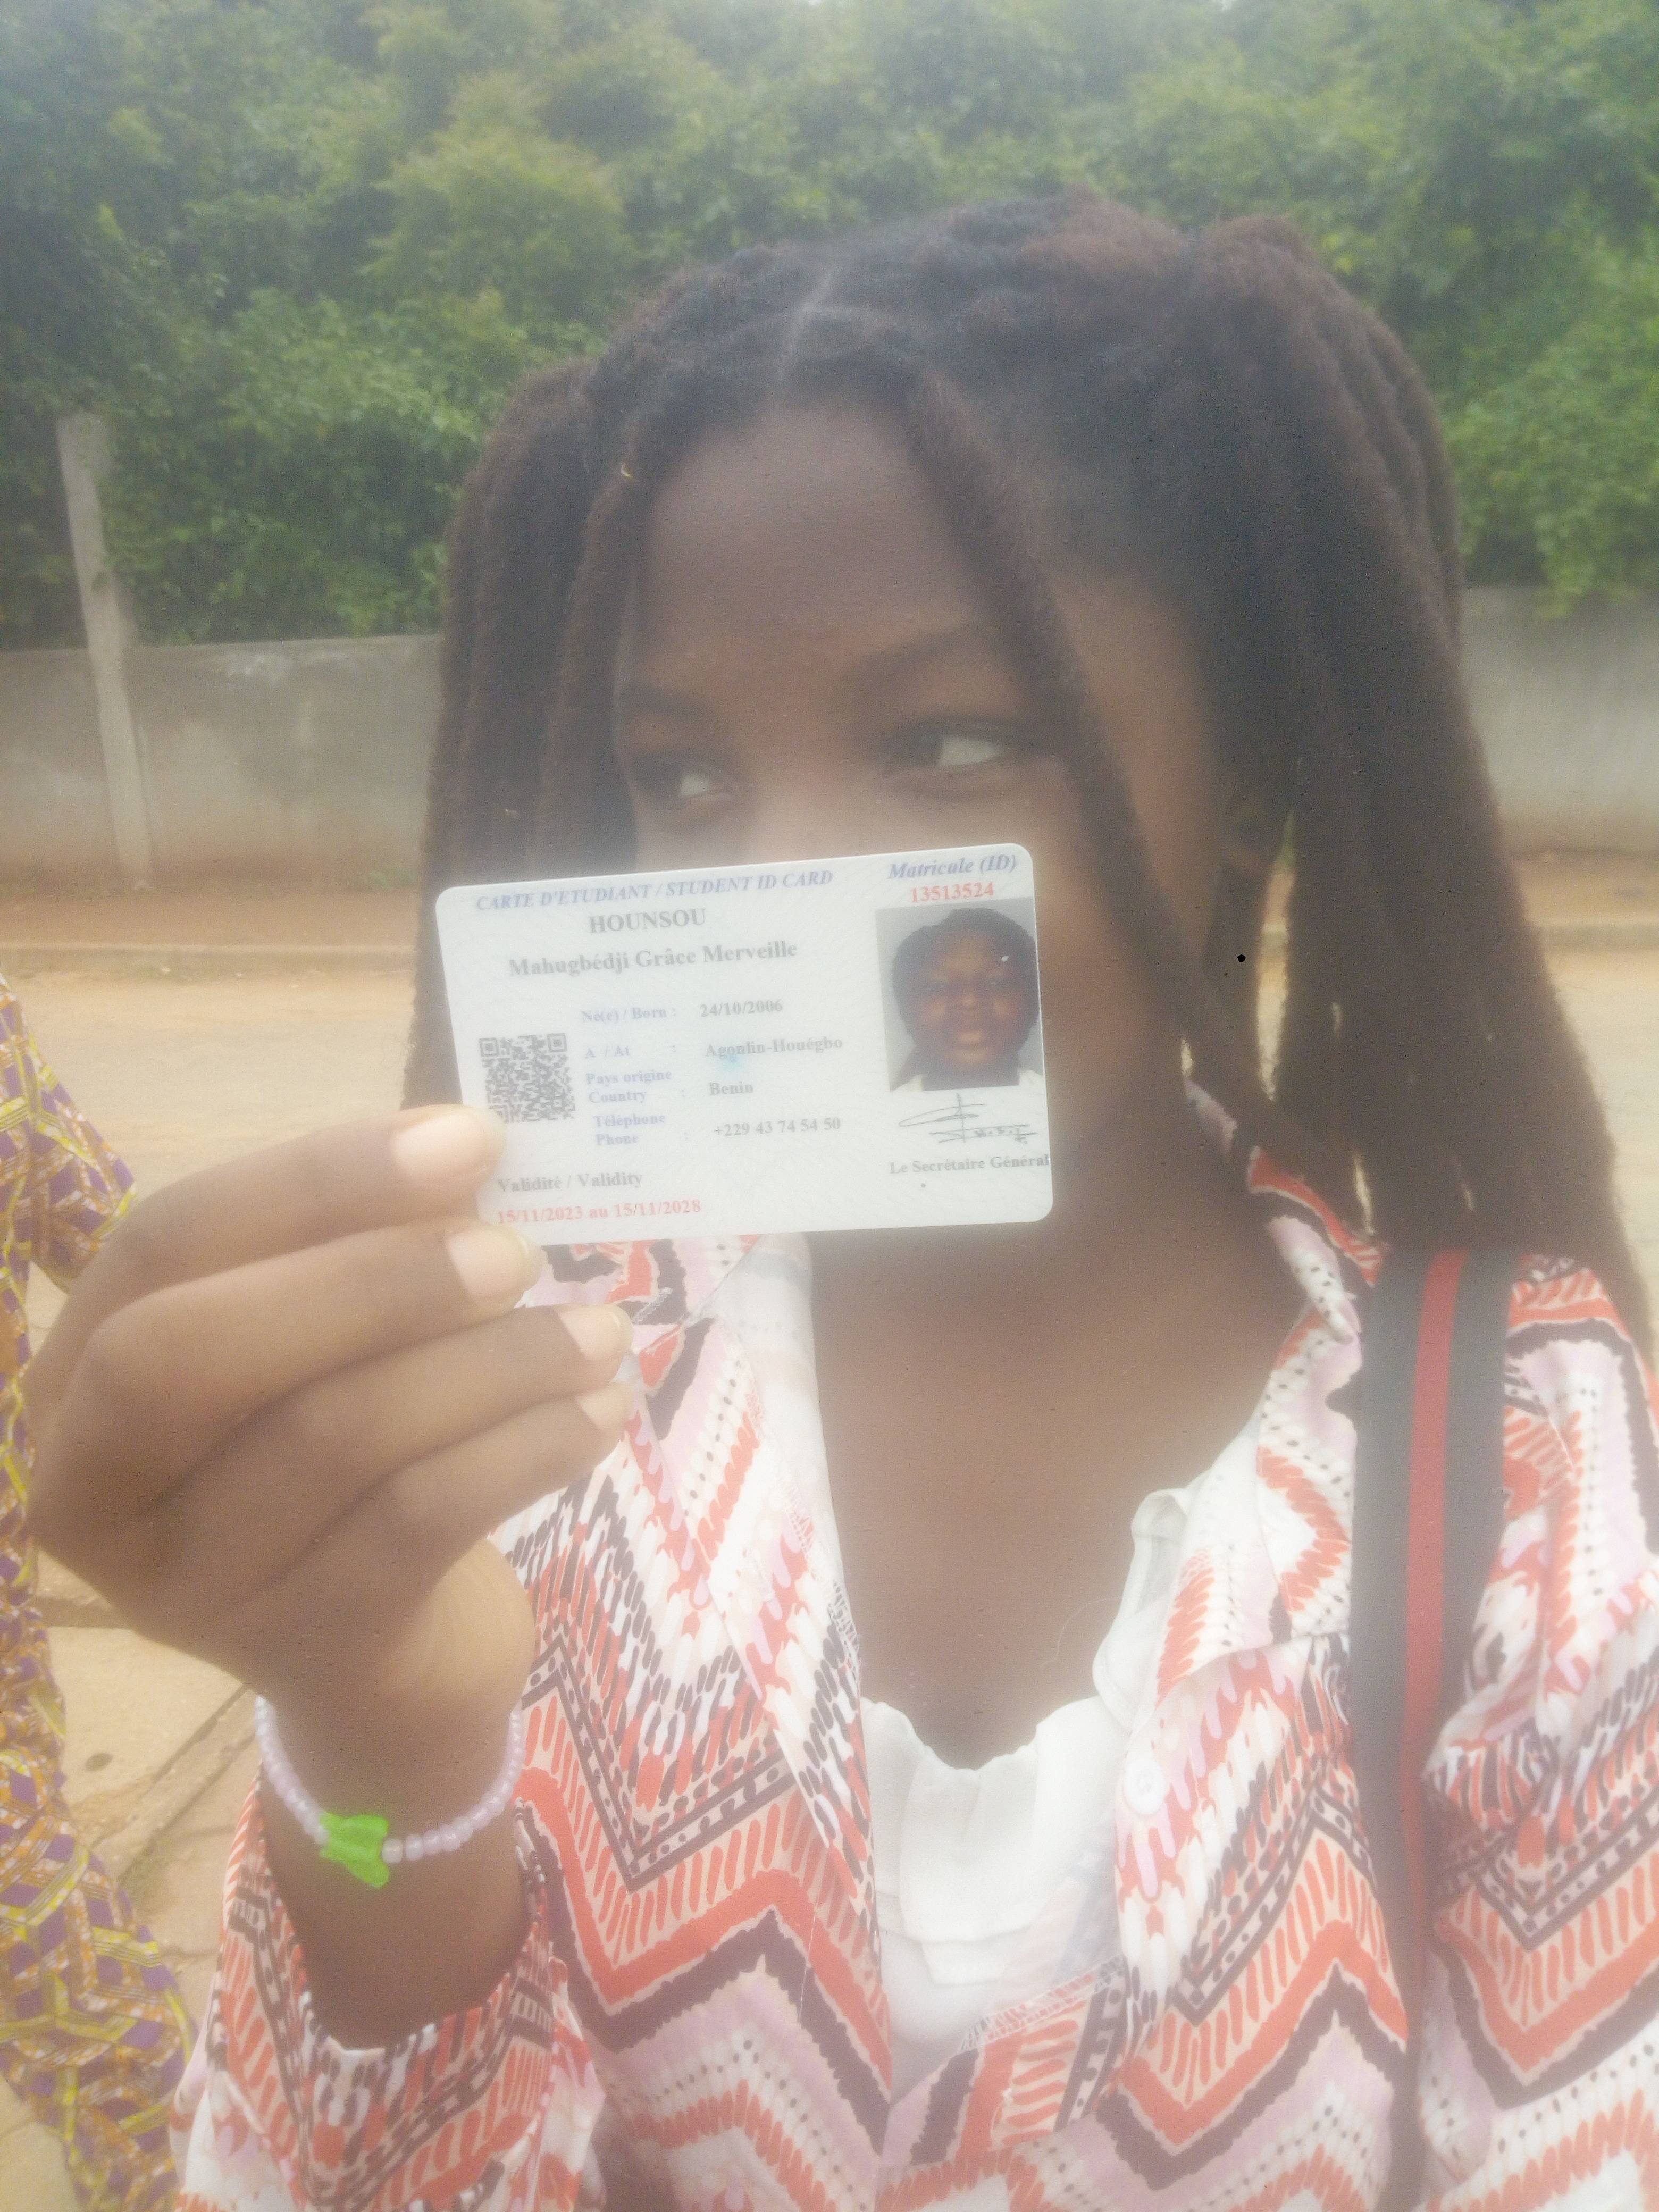 CARTE D'ETUDIANT / STUDENT ID CARD
Matricule (ID)
13513524
HOUNSOU
Mahugbédji Grâce Merveille
Né(e) / Born : 24/10/2006
A / At : Agonlin-Houégbo
Pays origine
Country : Benin
Téléphone
Phone : +229 43 74 54 50
Le Secrétaire Général
Validité / Validity
15/11/2023 au 15/11/2028